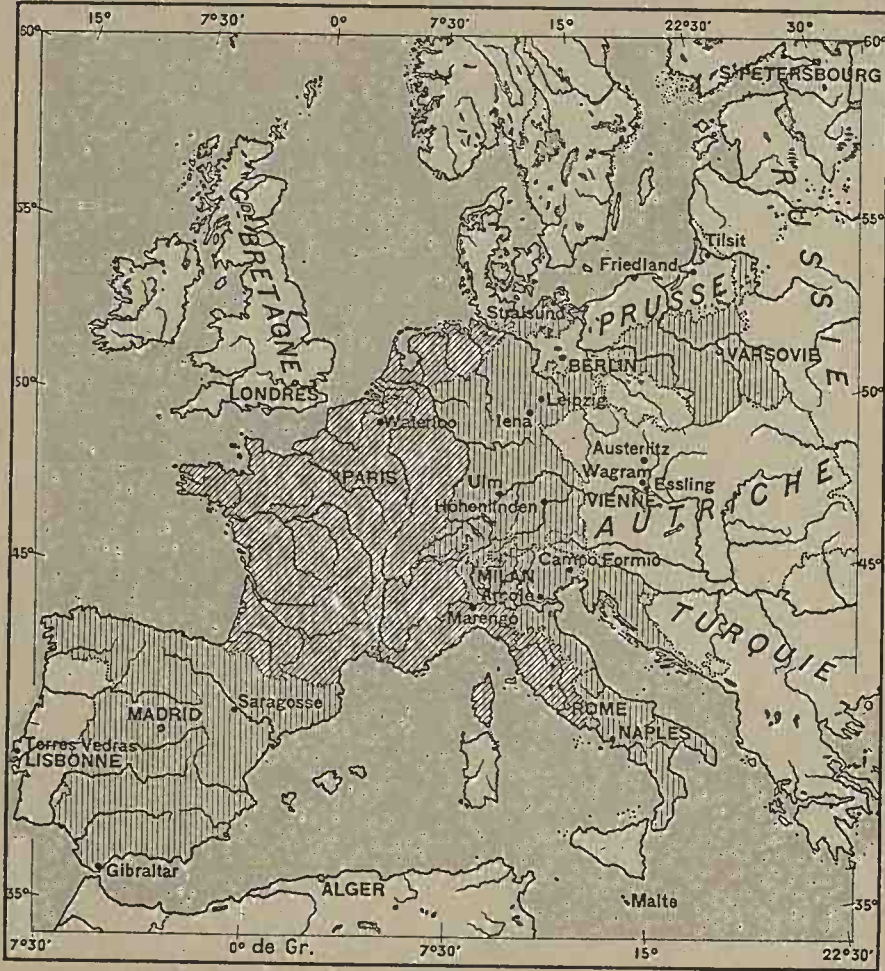 15° 7°30' 0° 7°30' 15° 22°30' 30°
60° 60°
St PETERSBOURG
55° 55°
RUSSIE
Gde BRETAGNE
Tilsit
Friedland
PRUSSE
Stralsund
VARSOVIE
BERLIN
50° 50°
LONDRES
Leipzig
Iena
Waterloo
Austerlitz
PARIS
Wagram
Ulm
Essling
VIENNE
Hohenlinden
AUTRICHE
45° 45°
Campo Formio
MILAN
Arcole
Marengo
TURQUIE
Saragosse
MADRID
ROME
NAPLES
40°
Torres Vedras
LISBONNE
Gibraltar
ALGER
Malte
35° 35°
7°30' 0° de Gr. 7°30' 15° 22°30'